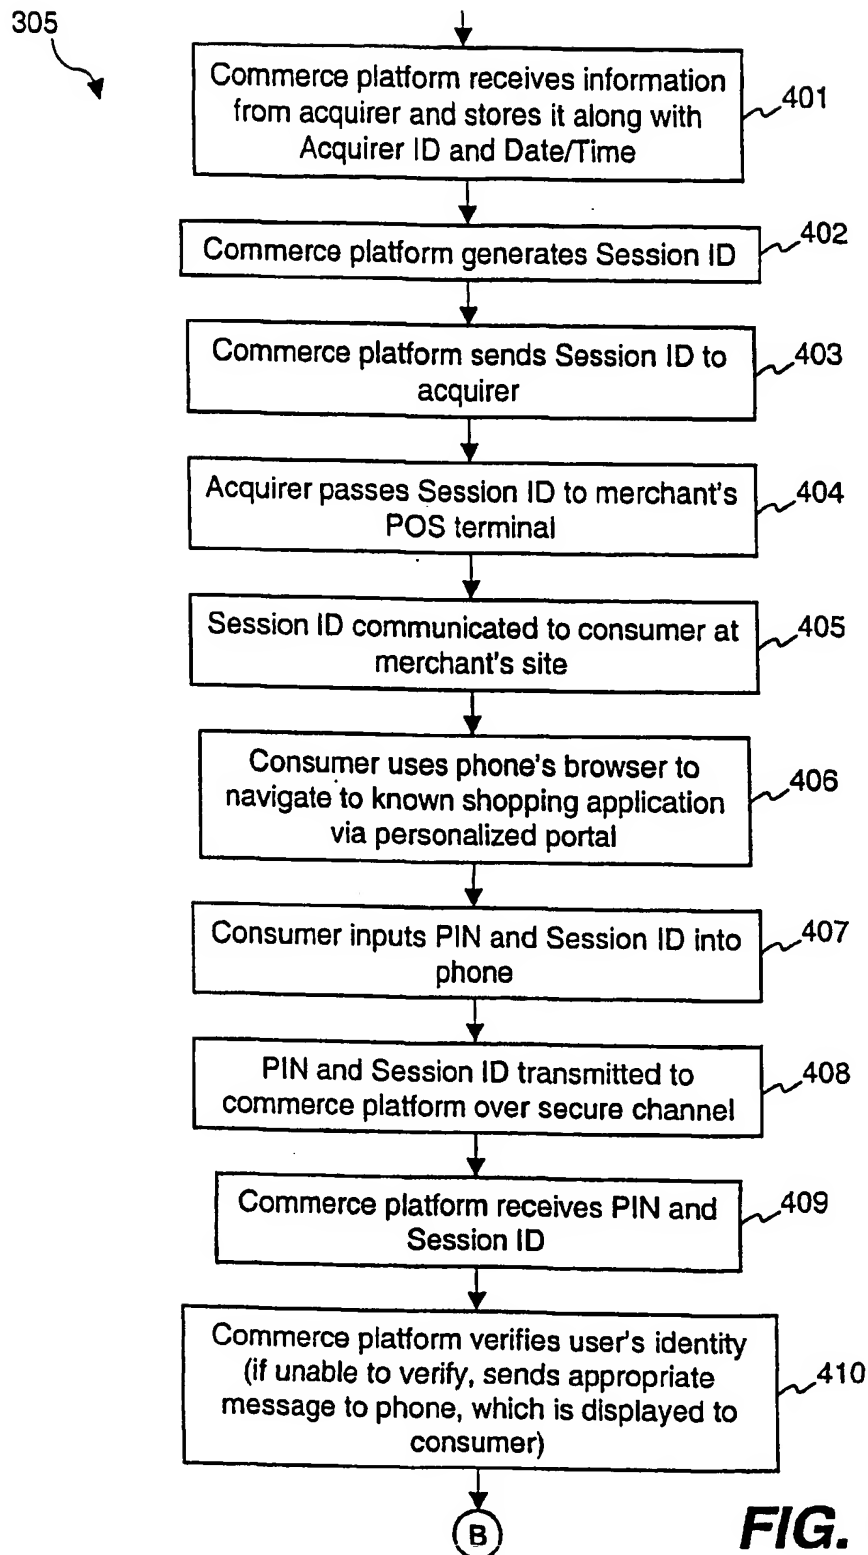 305
Commerce platform receives information
from acquirer and stores it along with
Acquirer ID and Date/Time
401
Commerce platform generates Session ID
402
Commerce platform sends Session ID to
acquirer
403
Acquirer passes Session ID to merchant's
POS terminal
404
Session ID communicated to consumer at
merchant's site
405
Consumer uses phone's browser to
navigate to known shopping application
via personalized portal
406
Consumer inputs PIN and Session ID into
phone
407
PIN and Session ID transmitted to
commerce platform over secure channel
408
Commerce platform receives PIN and
Session ID
409
Commerce platform verifies user's identity
(if unable to verify, sends appropriate
message to phone, which is displayed to
consumer)
410
B
FIG.